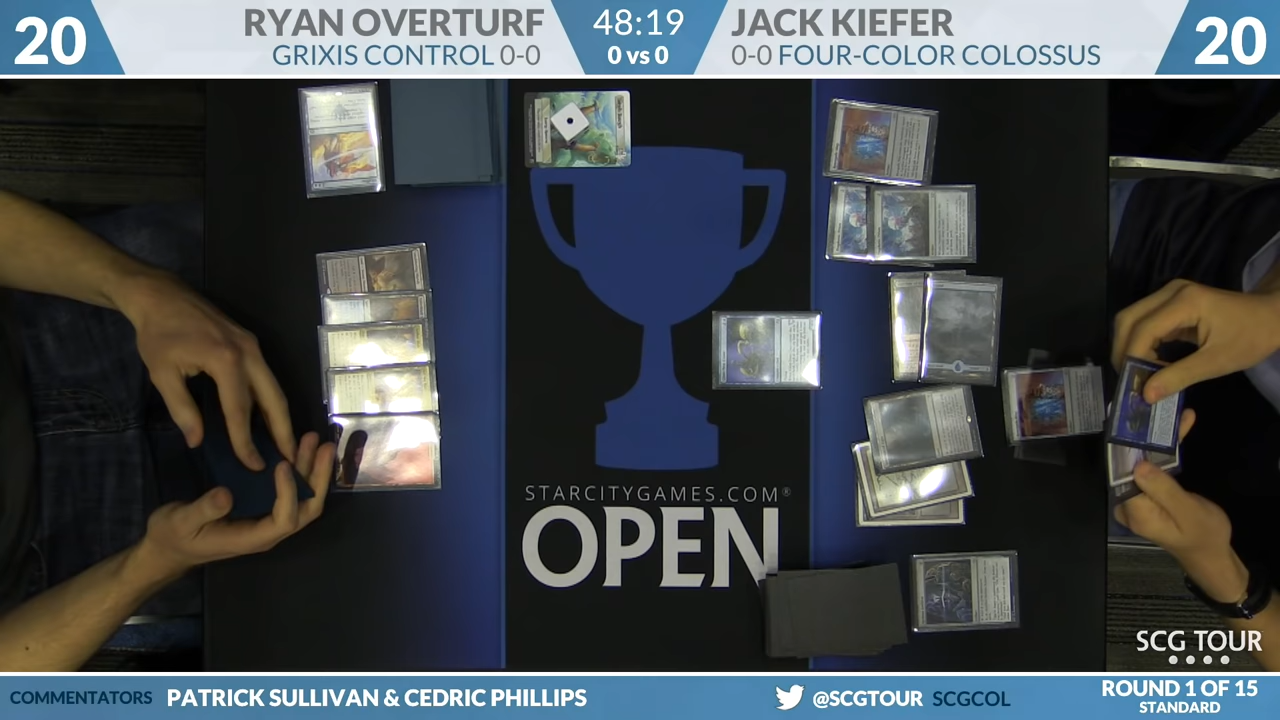 20
RYAN OVERTURF
GRIXIS CONTROL 0-0
48:19
0 vs 0
JACK KIEFER
0-0 FOUR-COLOR COLOSSUS
20
STARCITYGAMES.COM®
OPEN
SCG TOUR
COMMENTATORS PATRICK SULLIVAN & CEDRIC PHILLIPS
@SCGTOUR SCGCOL
ROUND 1 OF 15
STANDARD